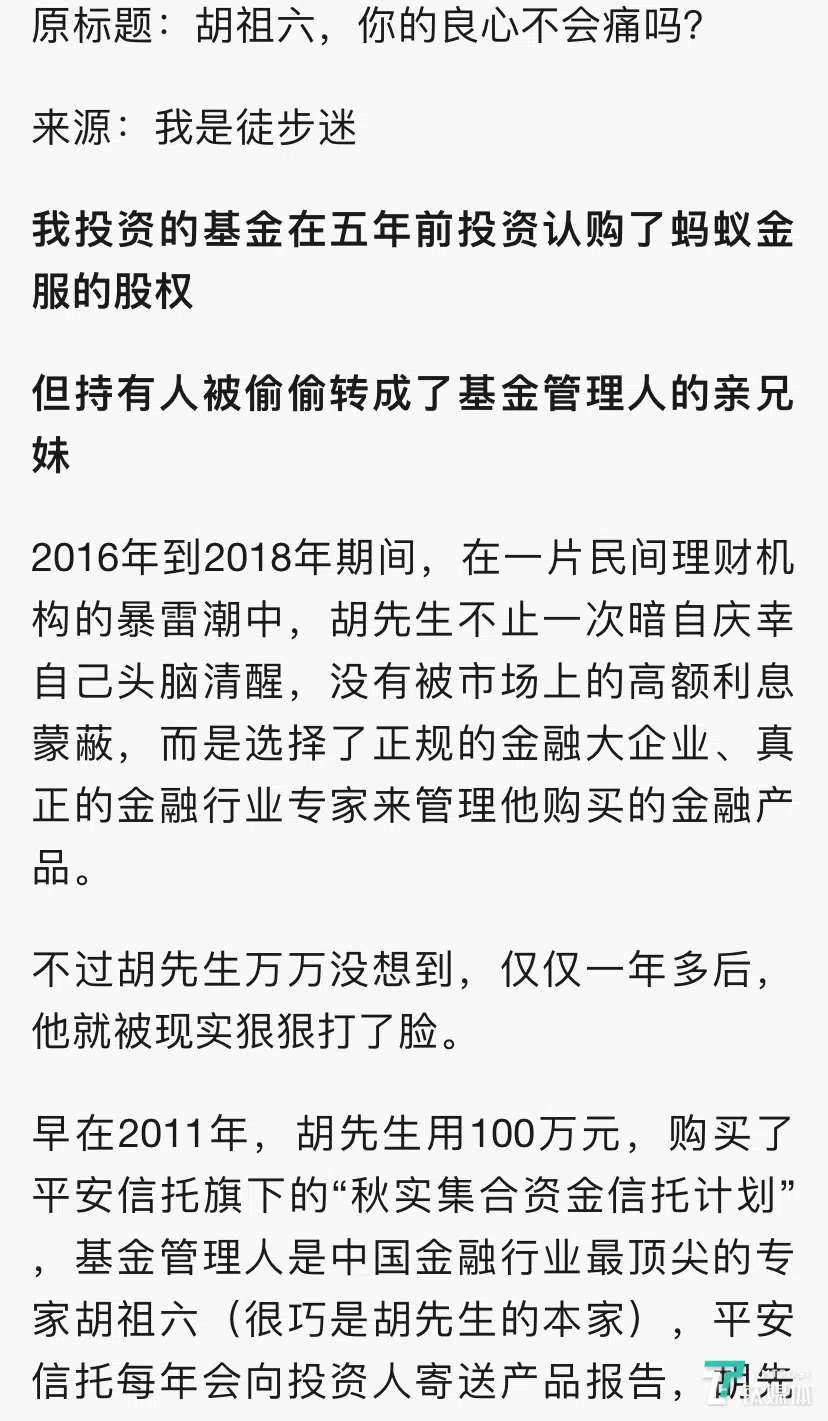 原标题：胡祖六，你的良心不会痛吗？
来源：我是徒步迷
我投资的基金在五年前投资认购了蚂蚁金
服的股权
但持有人被偷偷转成了基金管理人的亲兄
妹
2016年到2018年期间，在一片民间理财机
构的暴雷潮中，胡先生不止一次暗自庆幸
自己头脑清醒，没有被市场上的高额利息
蒙蔽，而是选择了正规的金融大企业、真
正的金融行业专家来管理他购买的金融产
品。
不过胡先生万万没想到，仅仅一年多后，
他就被现实狠狠打了脸。
早在2011年，胡先生用100万元，购买了
平安信托旗下的“秋实集合资金信托计划”
，基金管理人是中国金融行业最顶尖的专
家胡祖六（很巧是胡先生的本家），平安
信托每年会向投资人寄送产品报告，胡先
钛媒体